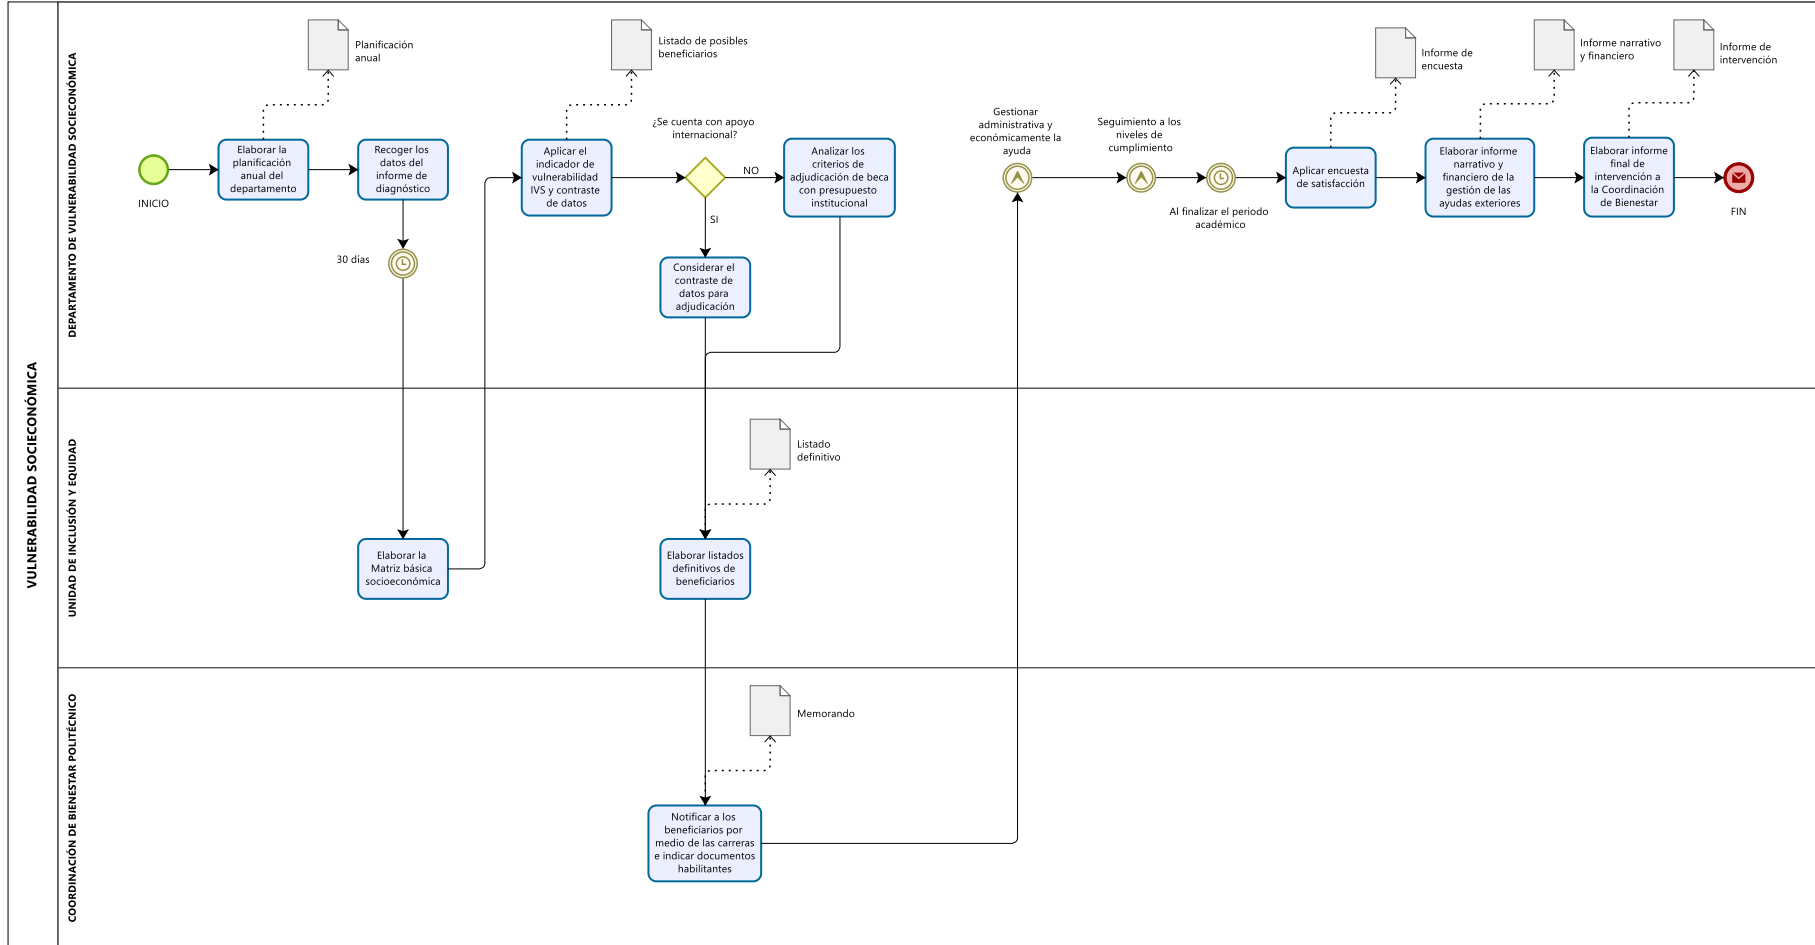 VULNERABILIDAD SOCIECONÓMICA
DEPARTAMENTO DE VULNERABILIDAD SOCIECONÓMICA
Planificación
anual
Listado de posibles
beneficiarios
Informe de
encuesta
Informe narrativo
y financiero
Informe de
intervención
INICIO
Elaborar la
planificación
anual del
departamento
Recoger los
datos del
informe de
diagnóstico
30 días
Aplicar el
indicador de
vulnerabilidad
IVS y contraste
de datos
¿Se cuenta con apoyo
internacional?
NO
SI
Analizar los
criterios de
adjudicación de beca
con presupuesto
institucional
Considerar el
contraste de
datos para
adjudicación
Gestionar
administrativa y
económicamente la
ayuda
Seguimiento a los
niveles de
cumplimiento
Al finalizar el periodo
académico
Aplicar encuesta
de satisfacción
Elaborar informe
narrativo y
financiero de la
gestión de las
ayudas exteriores
Elaborar informe
final de
intervención a
la Coordinación
de Bienestar
FIN
UNIDAD DE INCLUSIÓN Y EQUIDAD
Listado
definitivo
Elaborar la
Matriz básica
socioeconómica
Elaborar listados
definitivos de
beneficiarios
COORDINACIÓN DE BIENESTAR POLITÉCNICO
Memorando
Notificar a los
beneficiarios por
medio de las carreras
e indicar documentos
habilitantes